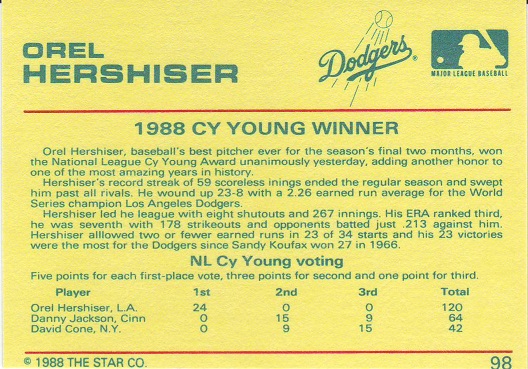 OREL
HERSHISER
Dodgers®
MAJOR LEAGUE BASEBALL
1988 CY YOUNG WINNER
Orel Hershiser, baseball's best pitcher ever for the season's final two months, won
the National League Cy Young Award unanimously yesterday, adding another honor to
one of the most amazing years in history.
Hershiser's record streak of 59 scoreless inings ended the regular season and swept
him past all rivals. He wound up 23-8 with a 2.26 earned run average for the World
Series champion Los Angeles Dodgers.
Hershiser led he league with eight shutouts and 267 innings. His ERA ranked third,
he was seventh with 178 strikeouts and opponents batted just .213 against him.
Hershiser alllowed two or fewer earned runs in 23 of 34 starts and his 23 victories
were the most for the Dodgers since Sandy Koufax won 27 in 1966.
NL Cy Young voting
Five points for each first-place vote, three points for second and one point for third.
Player 1st 2nd 3rd Total
Orel Hershiser, L.A. 24 0 0 120
Danny Jackson, Cinn 0 15 9 64
David Cone, N.Y. 0 9 15 42
© 1988 THE STAR CO. 98